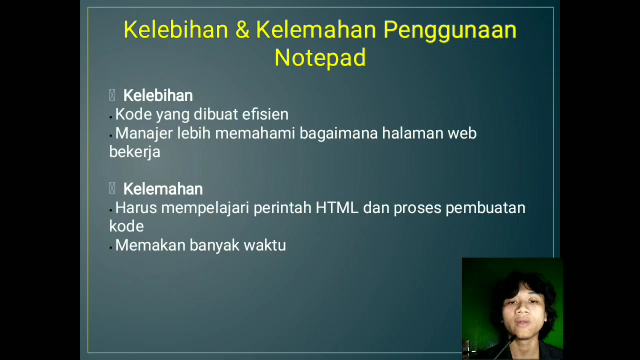 Kelebihan & Kelemahan Penggunaan
Notepad
Kelebihan
Kode yang dibuat efisien
Manajer lebih memahami bagaimana halaman web
bekerja
Kelemahan
Harus mempelajari perintah HTML dan proses pembuatan
kode
Memakan banyak waktu